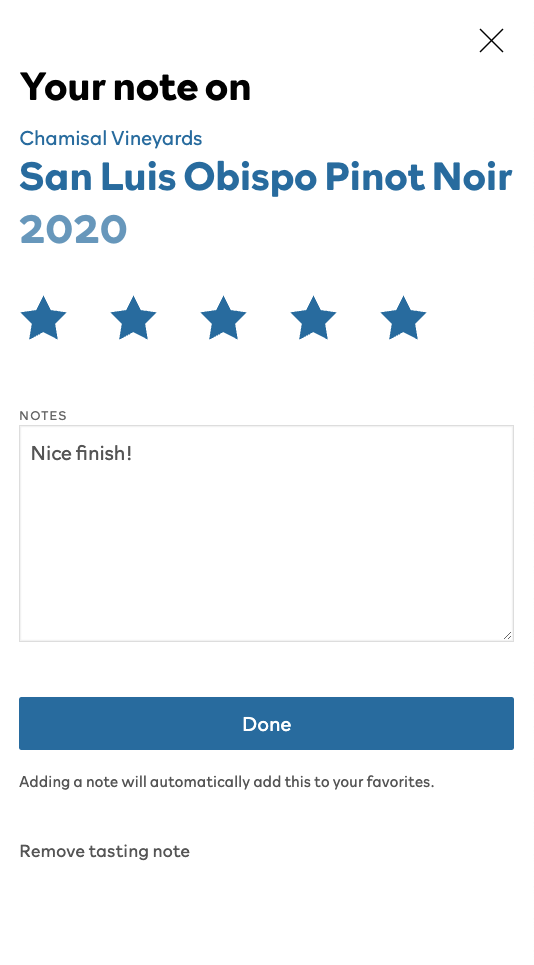 Your note on
Chamisal Vineyards
San Luis Obispo Pinot Noir
2020
NOTES
Nice finish!
Done
Adding a note will automatically add this to your favorites.
Remove tasting note